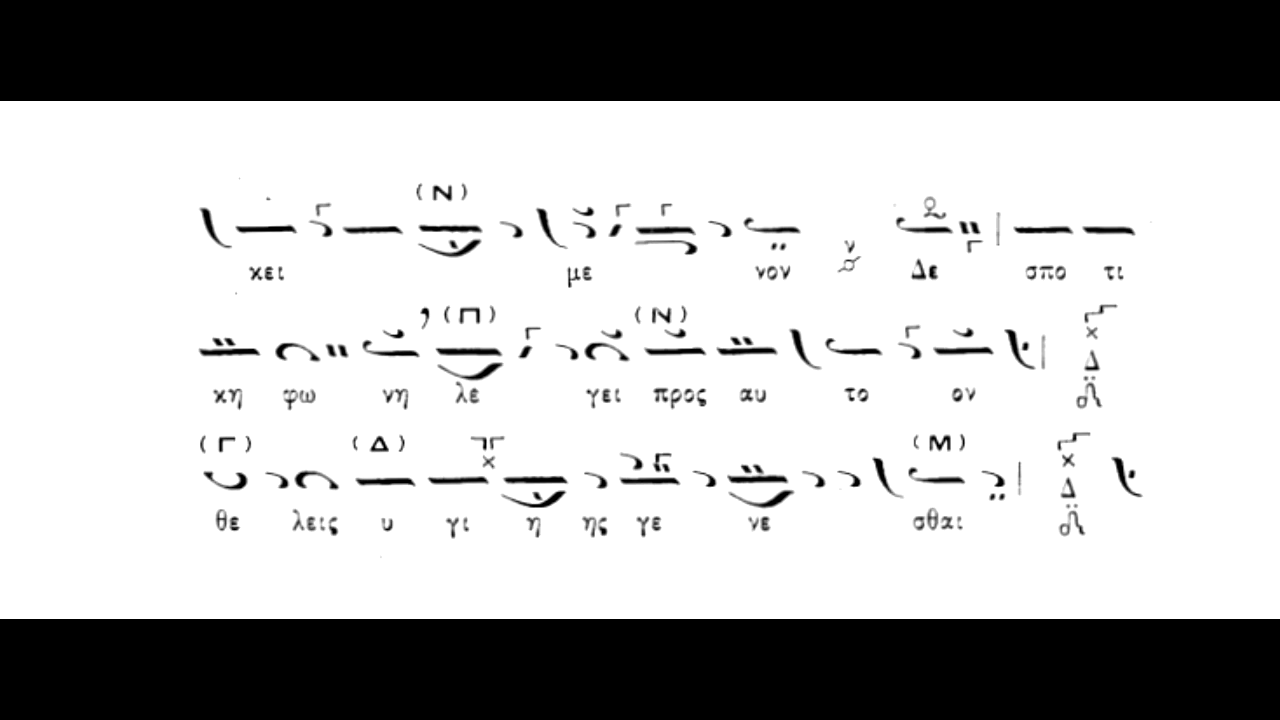 (Ν)
κει με νον Δε σπο τι
(Π) (Ν)
κη φω νη λε γει προς αυ το ον Δ
(Γ) (Δ) (Μ)
θε λεις υ γι η ης γε νε σθαι Δ